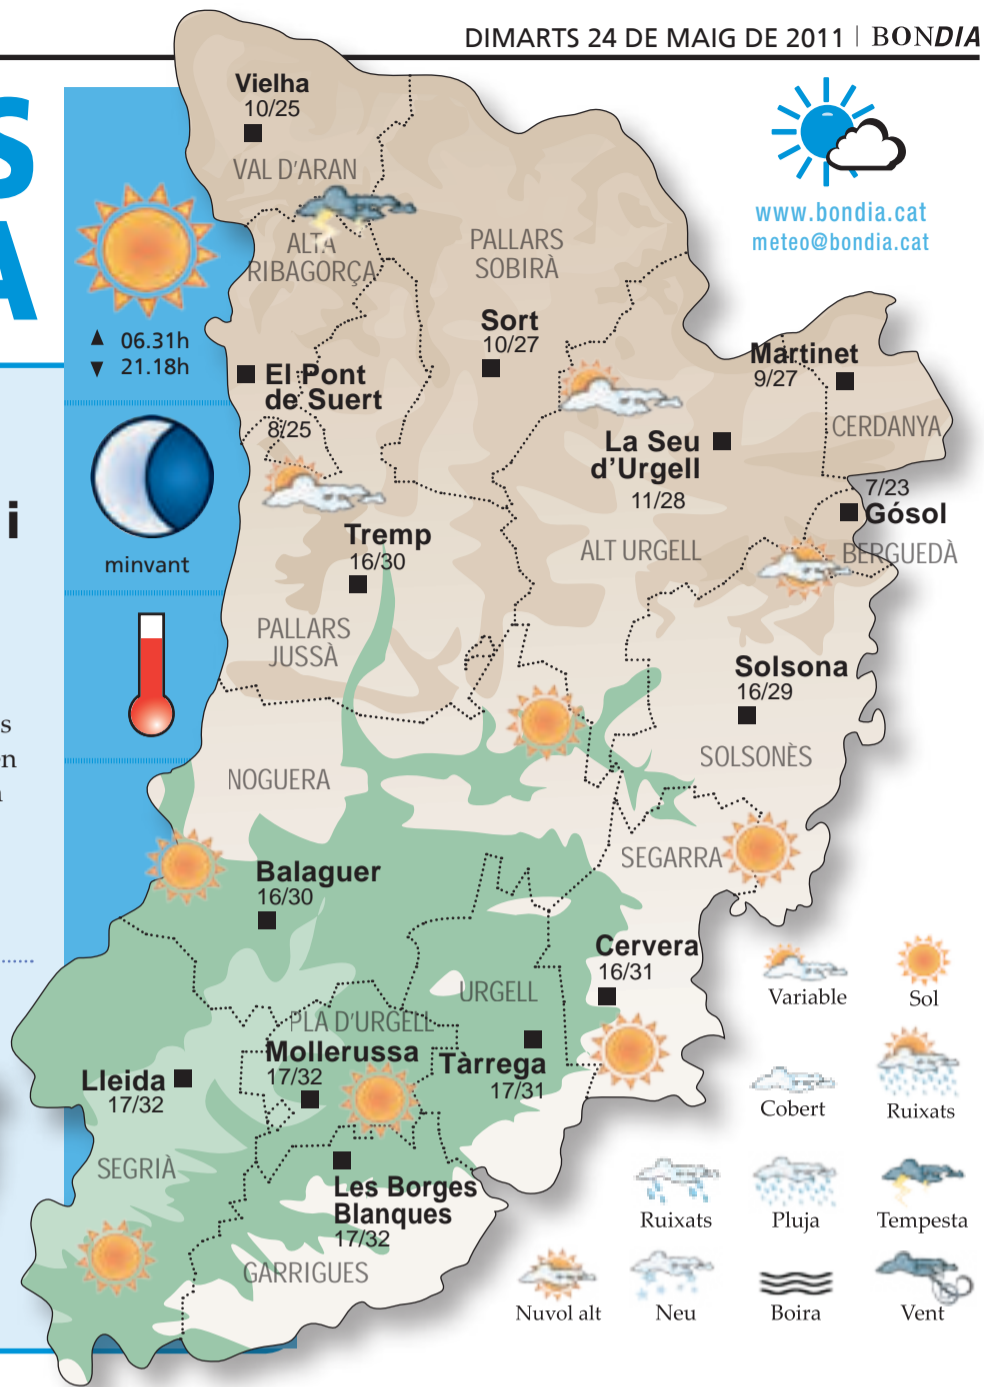 DIMARTS 24 DE MAIG DE 2011 | BONDIA
S
A
www.bondia.cat
meteo@bondia.cat
▲ 06.31h
▼ 21.18h
minvant
i
s
en
a
Vielha
10/25
VAL D'ARAN
ALTA
RIBAGORÇA
PALLARS
SOBIRÀ
Sort
10/27
Martinet
9/27
CERDANYA
El Pont
de Suert
8/25
La Seu
d'Urgell
11/28
7/23
Gósol
BERGUEDÀ
ALT URGELL
Tremp
16/30
PALLARS
JUSSÀ
Solsona
16/29
SOLSONÈS
NOGUERA
SEGARRA
Balaguer
16/30
Cervera
16/31
URGELL
PLA D'URGELL
Mollerussa
17/32
Tàrrega
17/31
Lleida
17/32
SEGRIÀ
Les Borges
Blanques
17/32
GARRIGUES
Variable
Sol
Cobert
Ruixats
Ruixats
Pluja
Tempesta
Nuvol alt
Neu
Boira
Vent